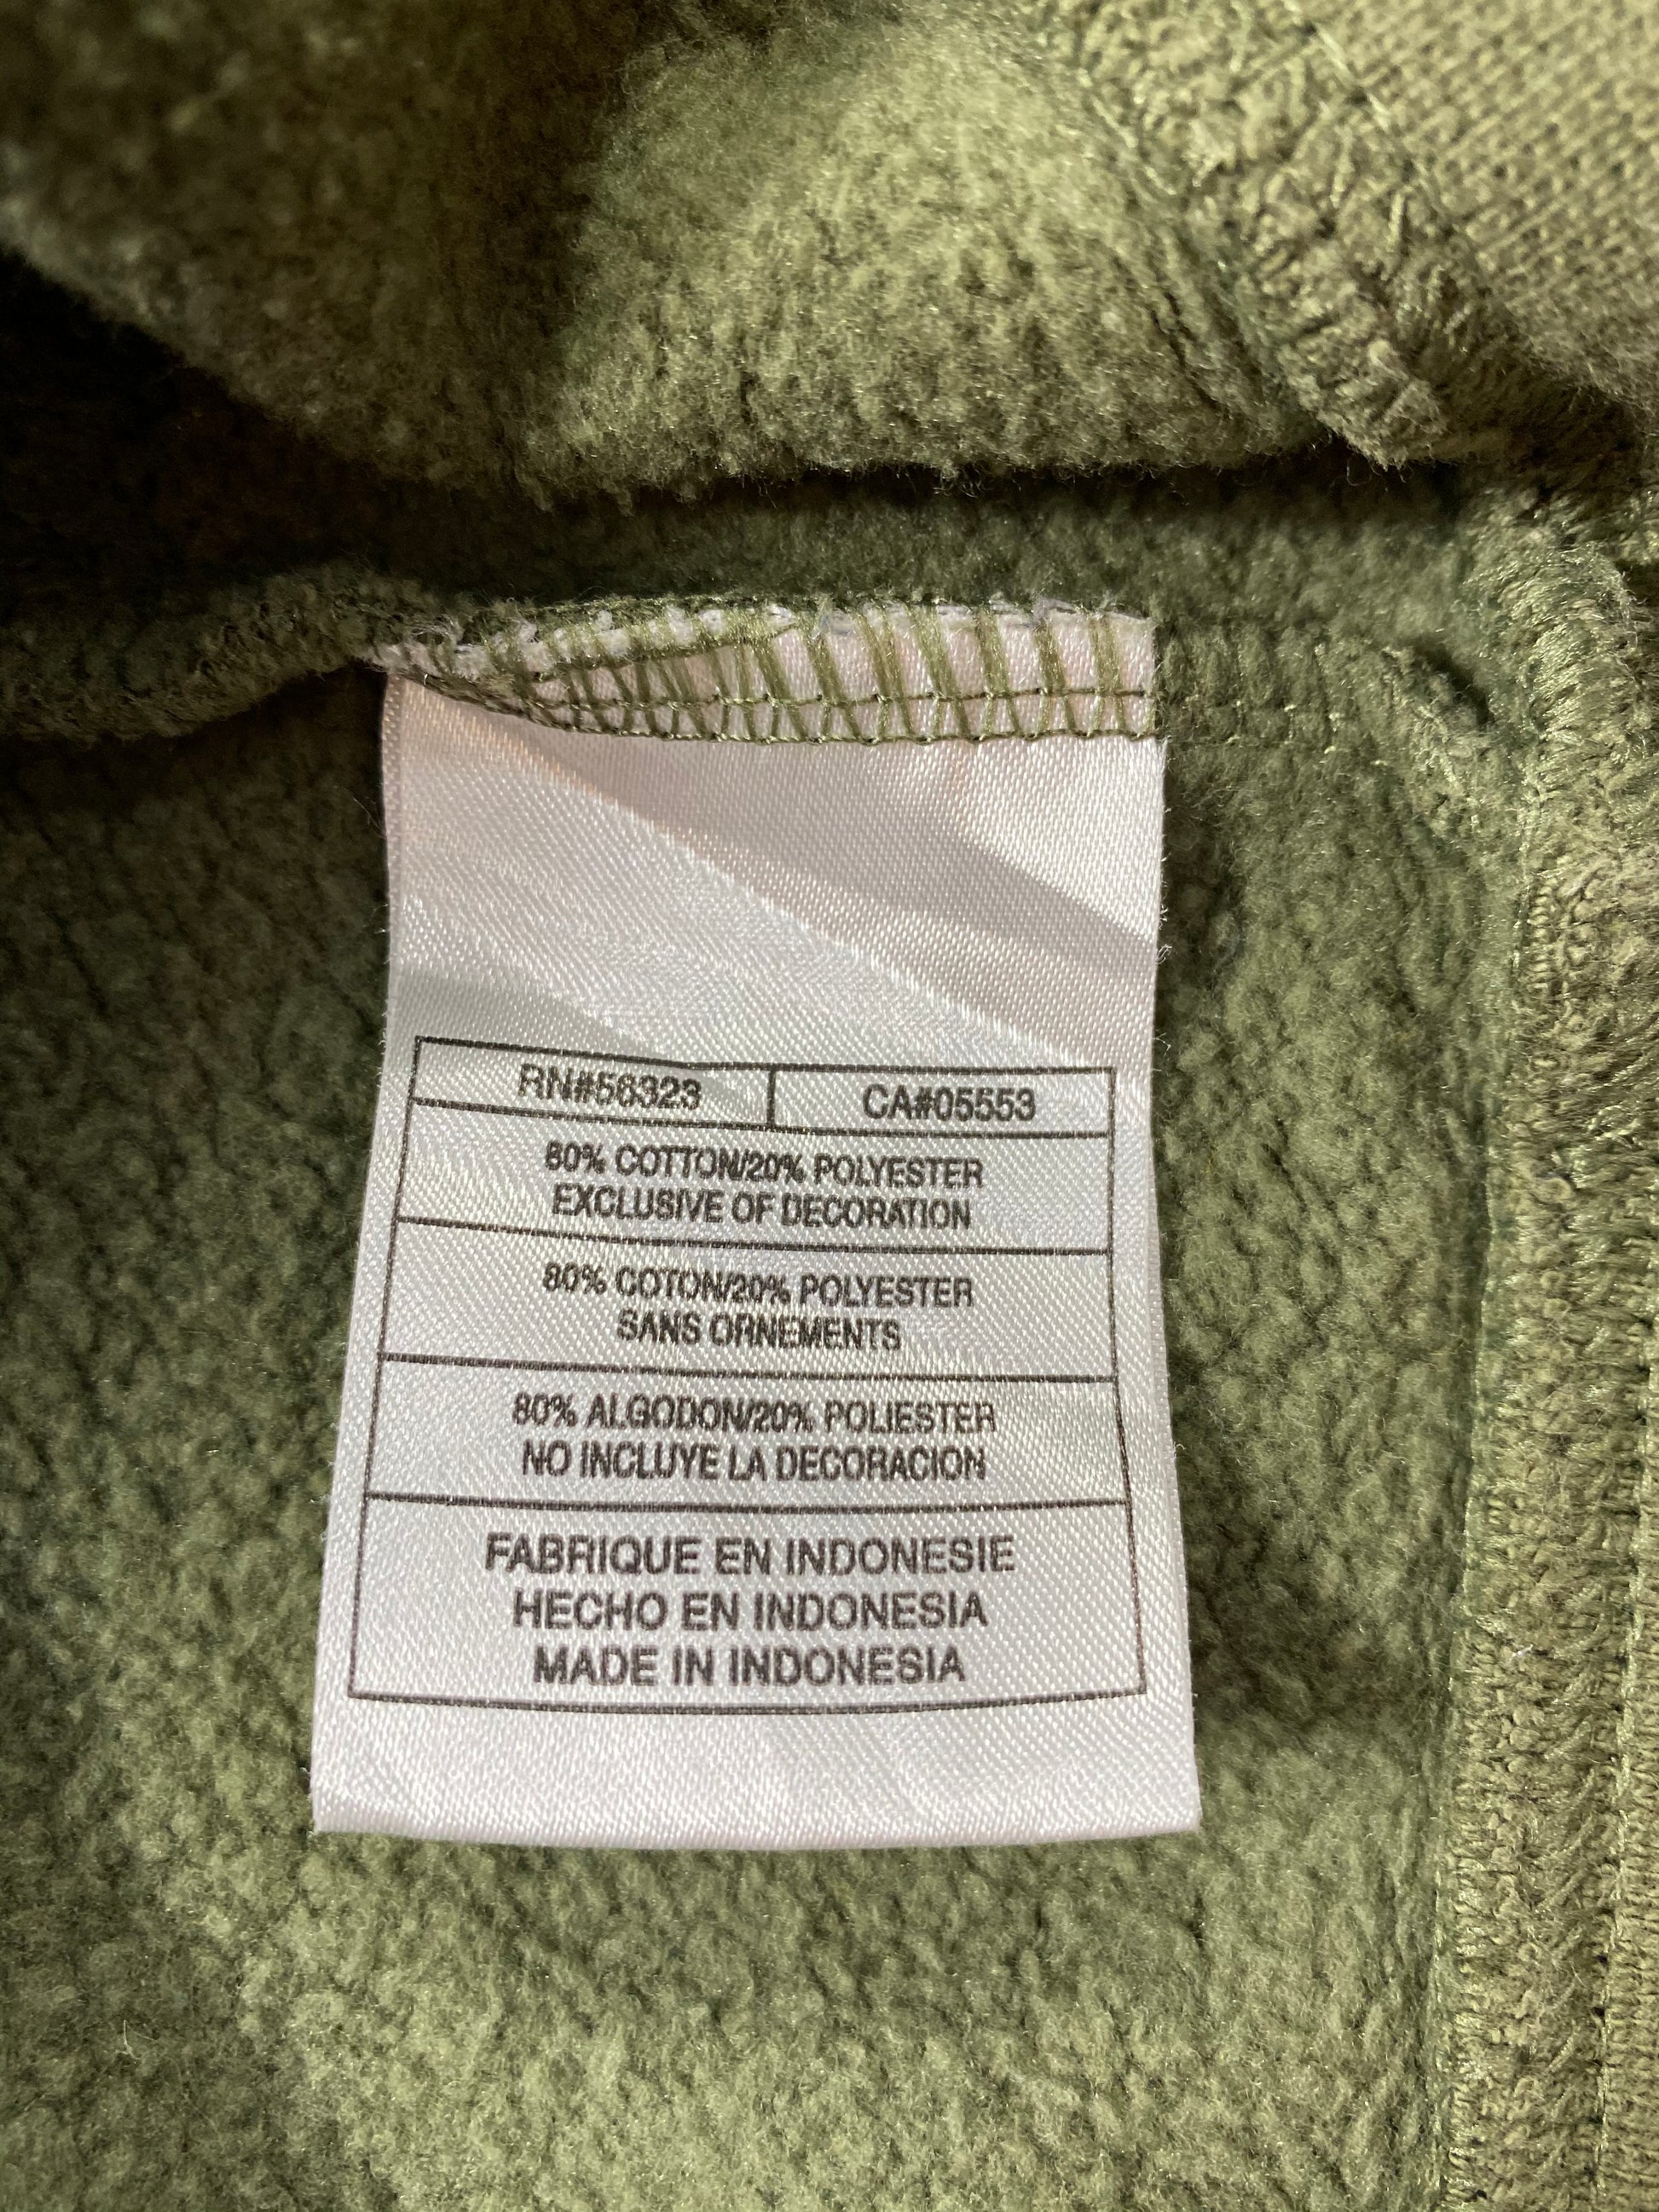 RN#56323 CA#05553
80% COTTON/20% POLYESTER
EXCLUSIVE OF DECORATION
80% COTON/20% POLYESTER
SANS ORNEMENTS
80% ALGODON/20% POLIESTER
NO INCLUYE LA DECORACION
FABRIQUE EN INDONESIE
HECHO EN INDONESIA
MADE IN INDONESIA